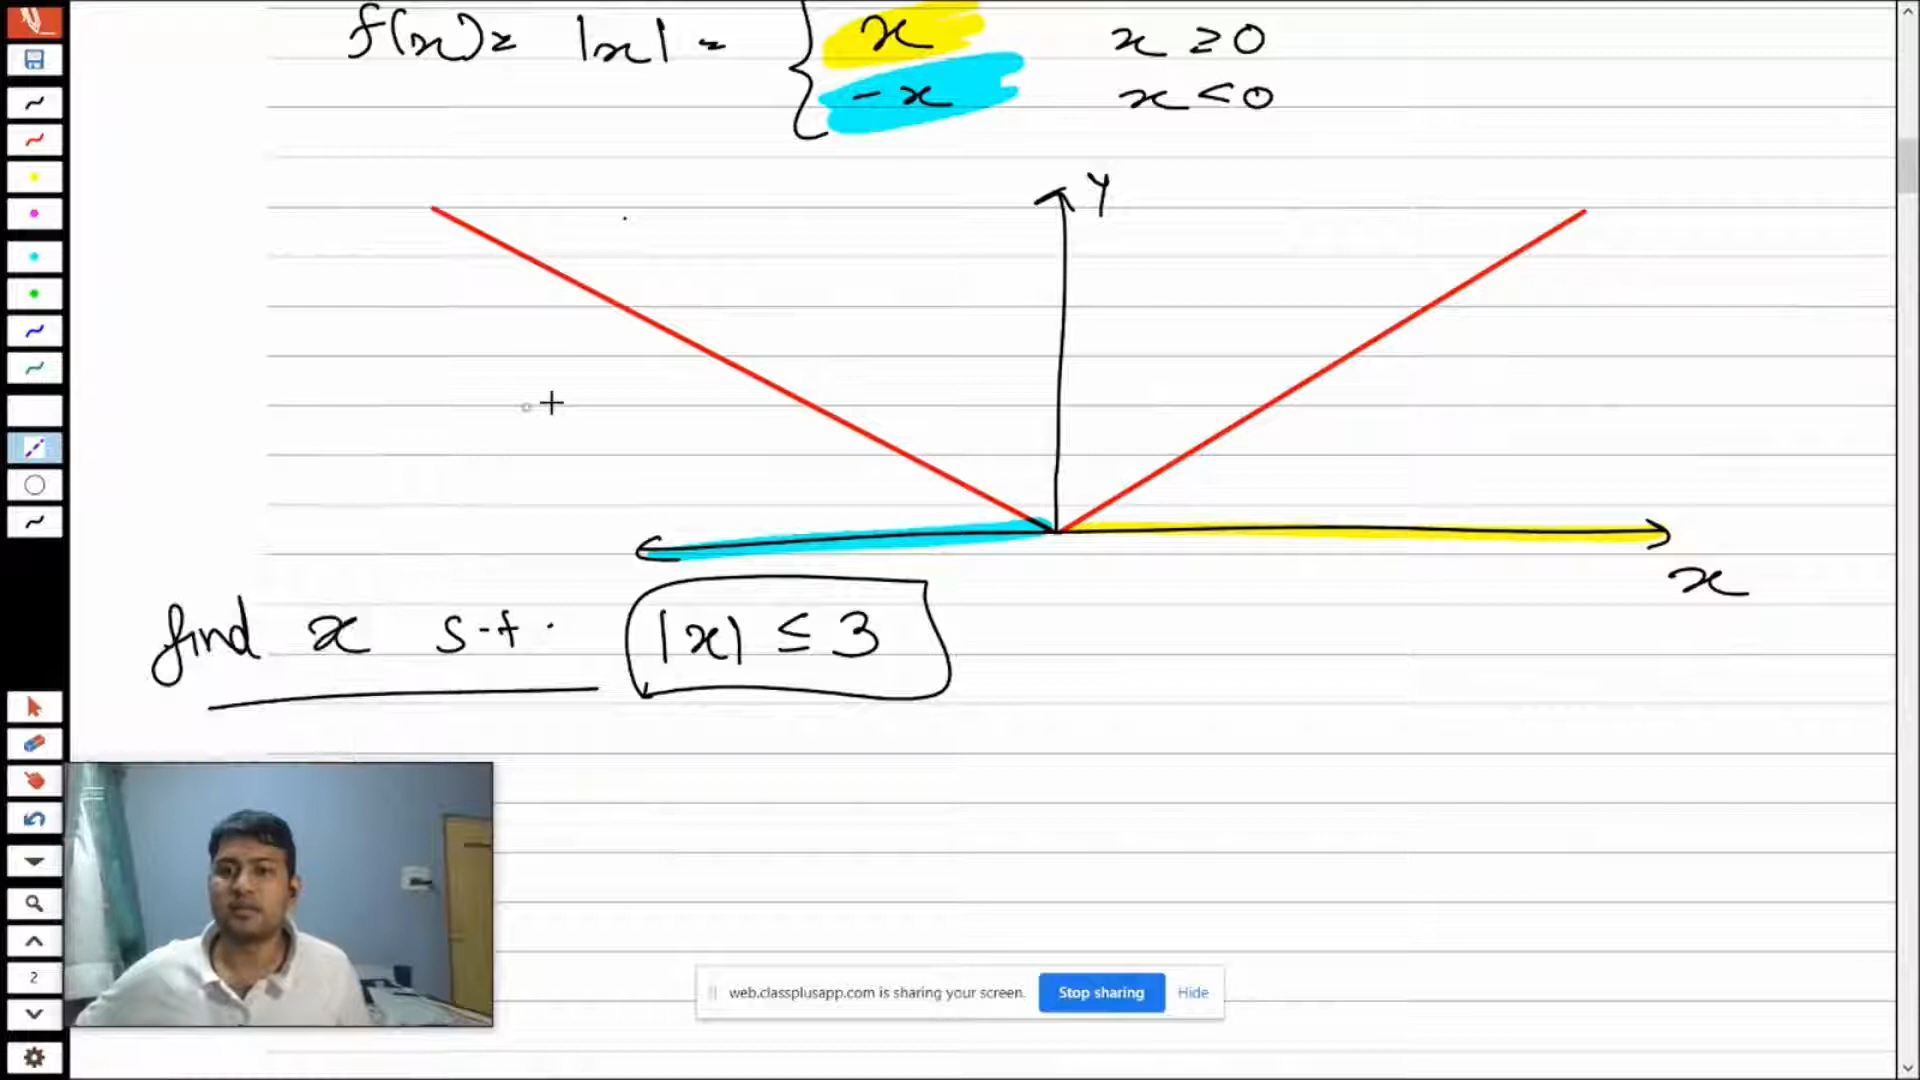 f(x) = |x| = { x x ≥ 0
-x x < 0
Y
x
find x s.t. |x| ≤ 3
2
web.classplusapp.com is sharing your screen. Stop sharing Hide